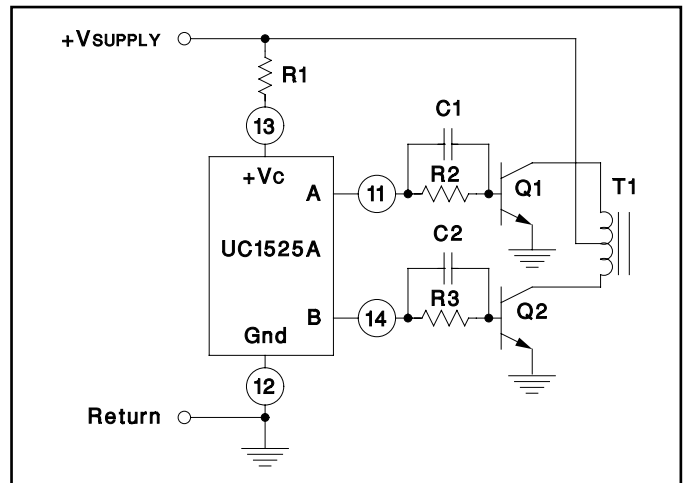 +VSUPPLY
R1
13
+Vc
A
11
C1
R2
Q1
T1
UC1525A
C2
B
14
R3
Q2
Gnd
12
Return